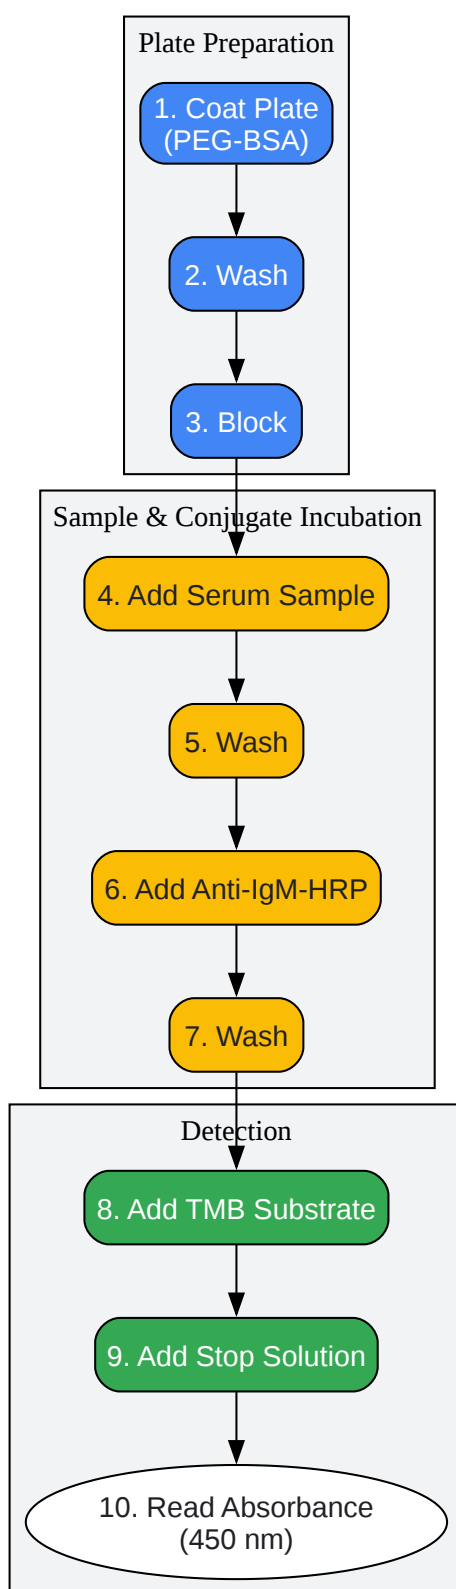 Plate Preparation
1. Coat Plate
(PEG-BSA)
2. Wash
3. Block
Sample & Conjugate Incubation
4. Add Serum Sample
5. Wash
6. Add Anti-IgM-HRP
7. Wash
Detection
8. Add TMB Substrate
9. Add Stop Solution
10. Read Absorbance
(450 nm)